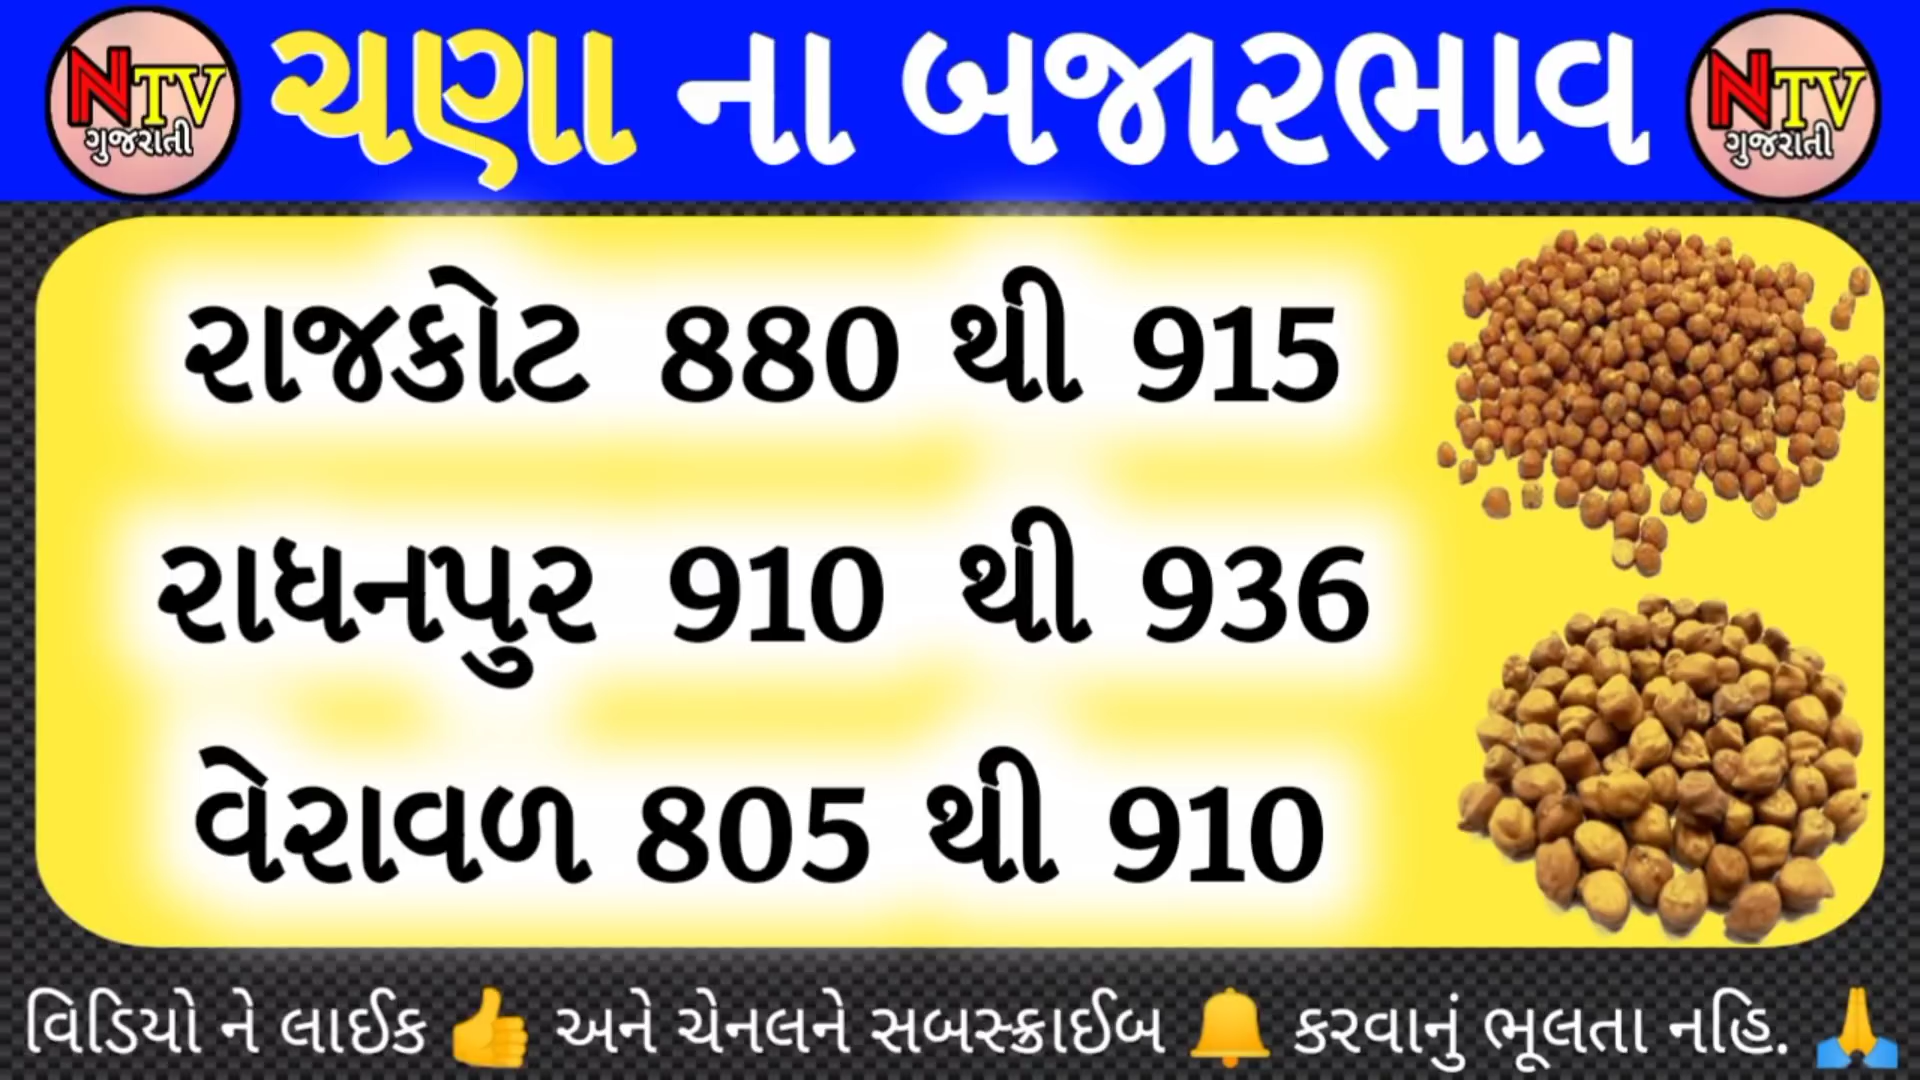 NTV ગુજરાતી ચણા ના બજારભાવ NTV ગુજરાતી
રાજકોટ 880 થી 915
રાધનપુર 910 થી 936
વેરાવળ 805 થી 910
વિડિયો ને લાઈક 👍 અને ચેનલને સબસ્ક્રાઈબ 🔔 કરવાનું ભૂલતા નહિ. 🙏